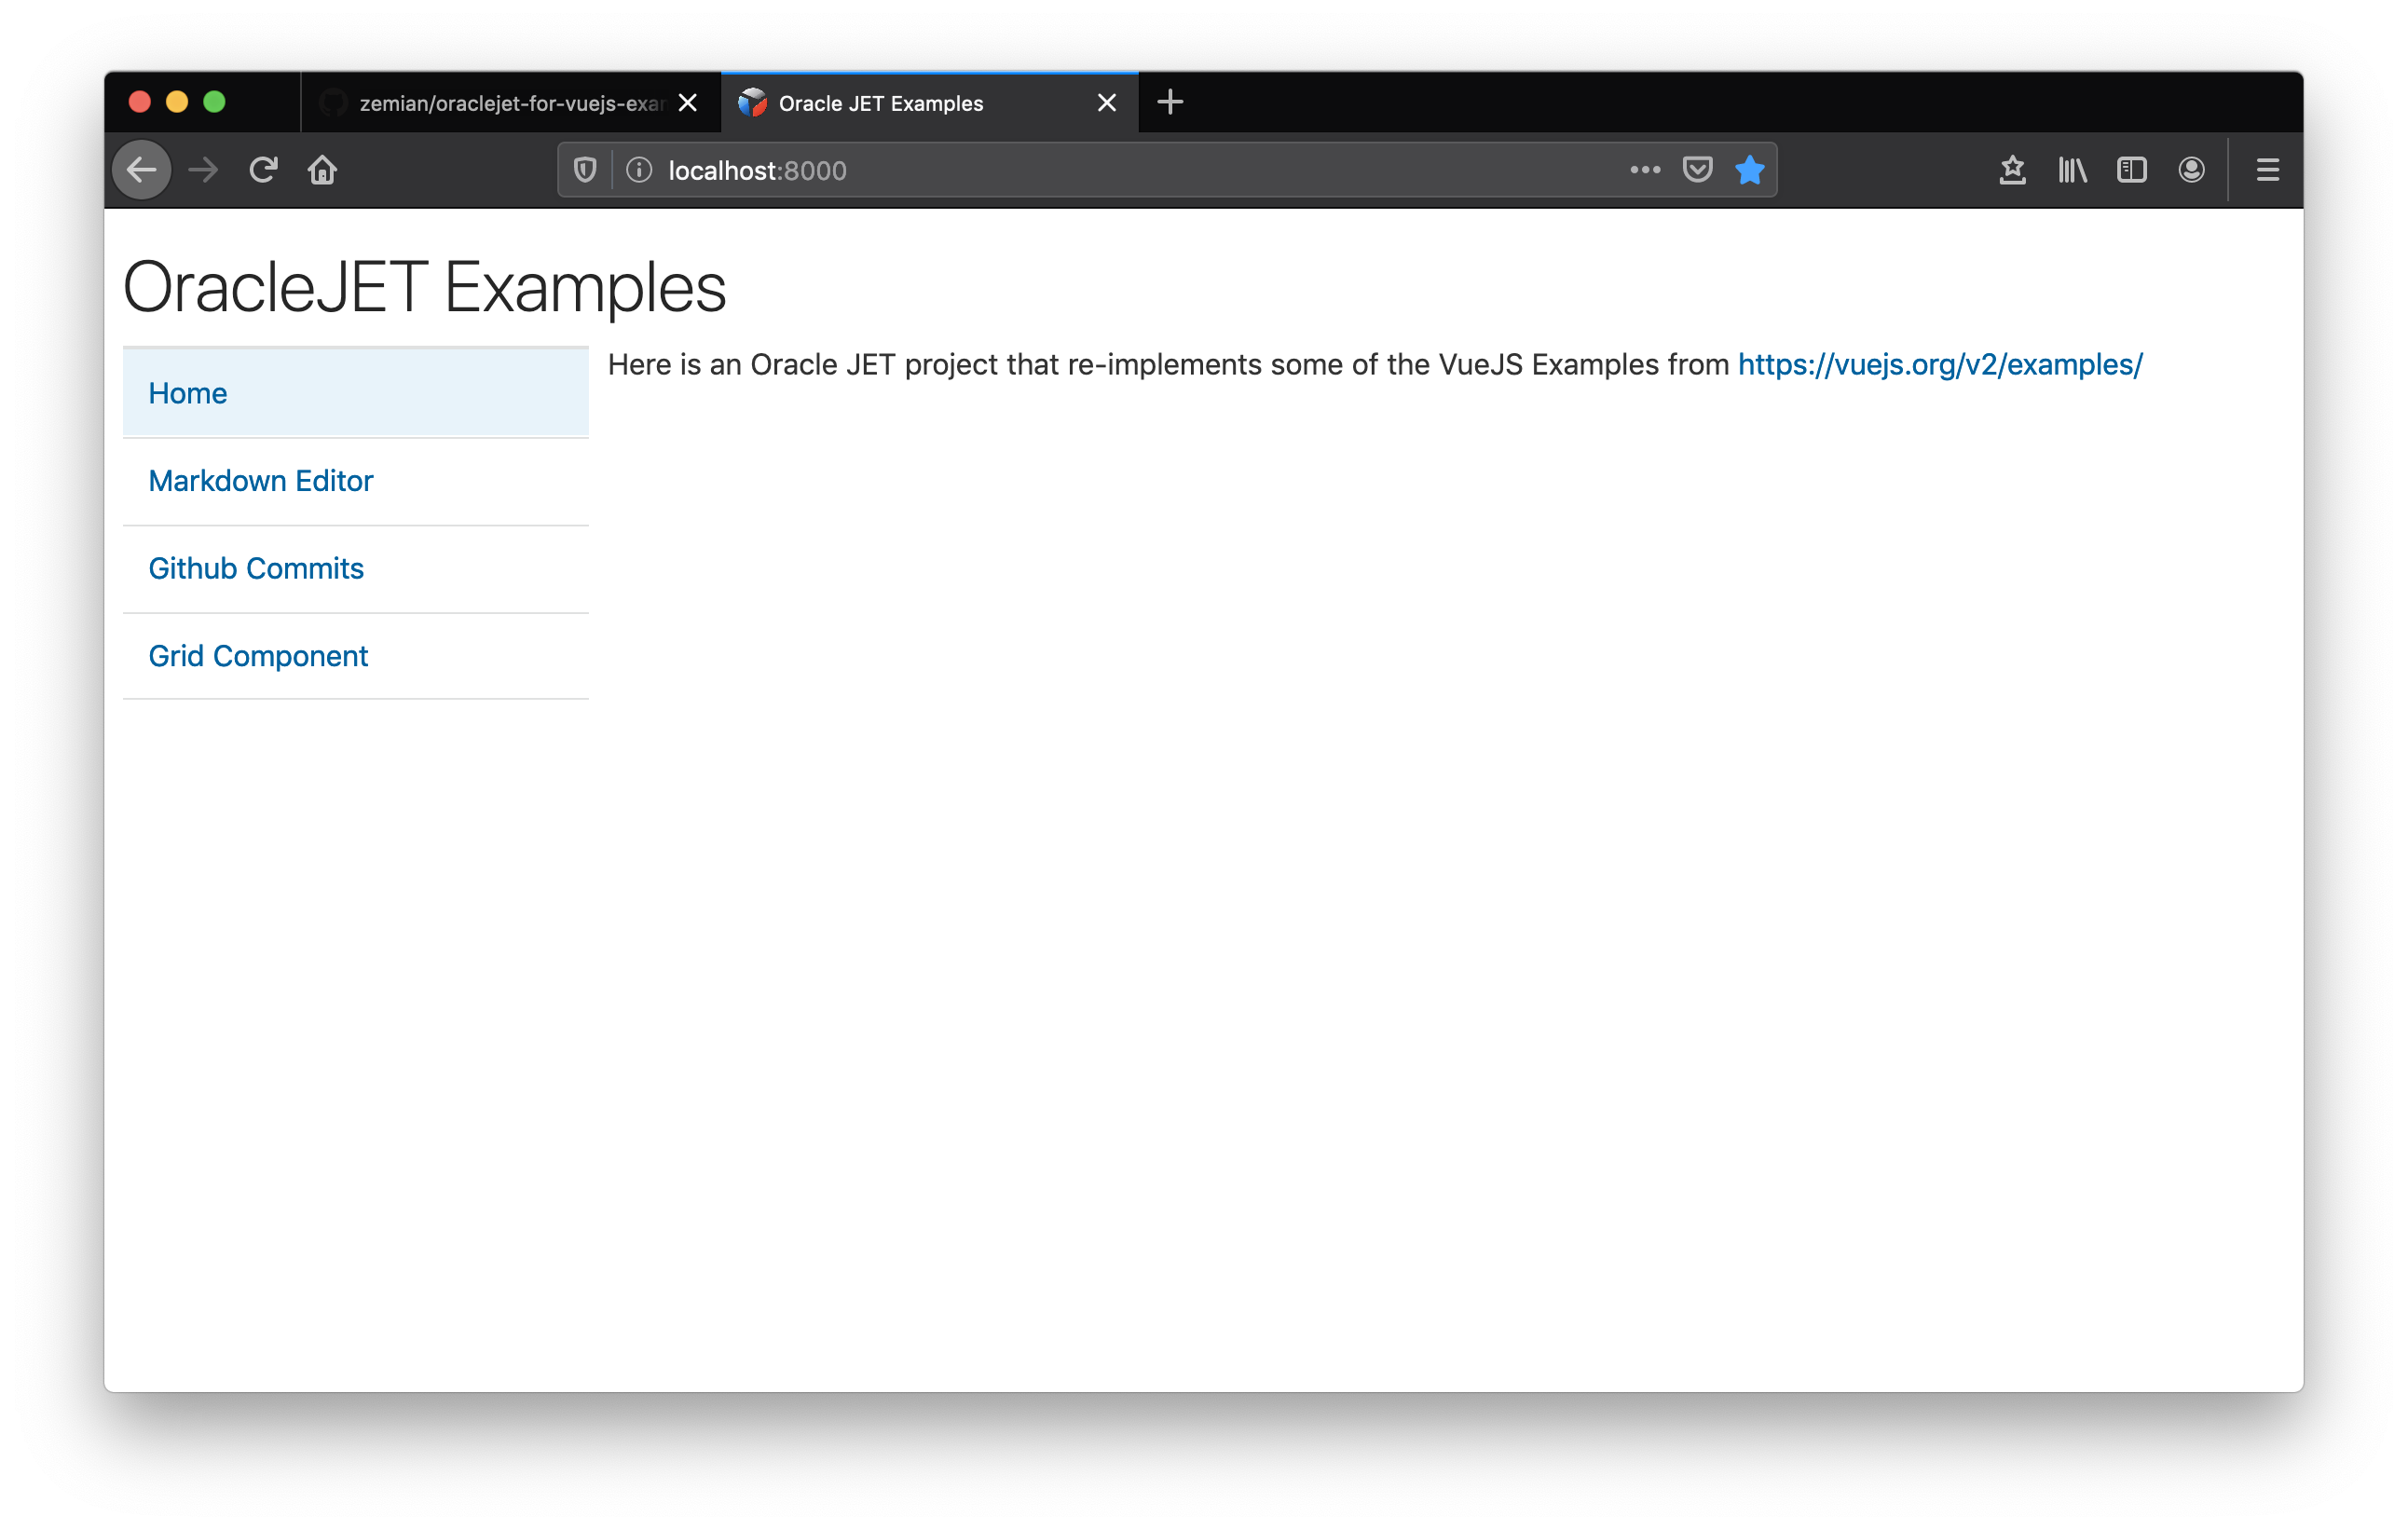 zemian/oraclejet-for-vuejs-exar
Oracle JET Examples
localhost:8000
OracleJET Examples
Home
Here is an Oracle JET project that re-implements some of the VueJS Examples from https://vuejs.org/v2/examples/
Markdown Editor
Github Commits
Grid Component